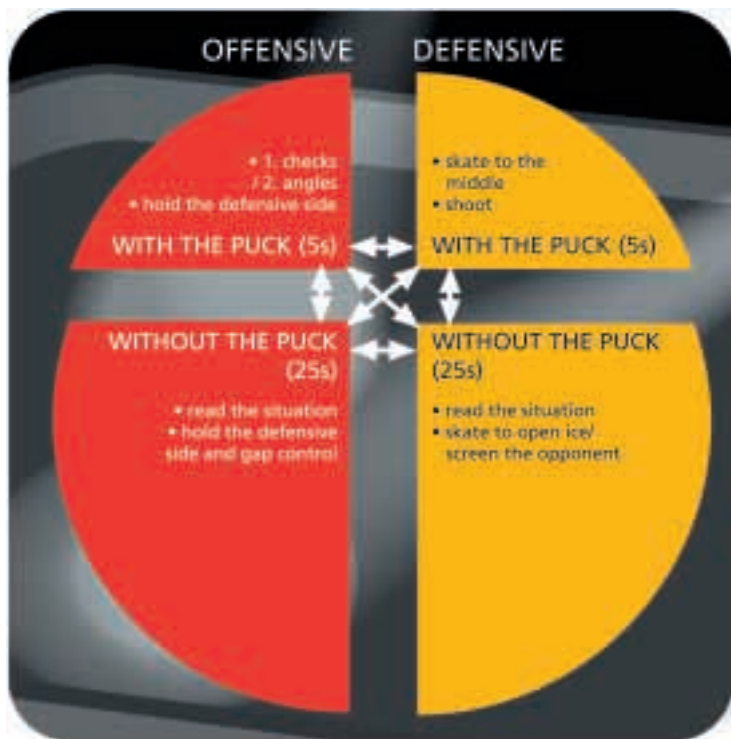 OFFENSIVE
DEFENSIVE
• 1. checks
/ 2. angles
• hold the defensive side
WITH THE PUCK (5s)
• skate to the
middle
• shoot
WITH THE PUCK (5s)
WITHOUT THE PUCK
(25s)
• read the situation
• hold the defensive
side and gap control
WITHOUT THE PUCK
(25s)
• read the situation
• skate to open ice/
screen the opponent